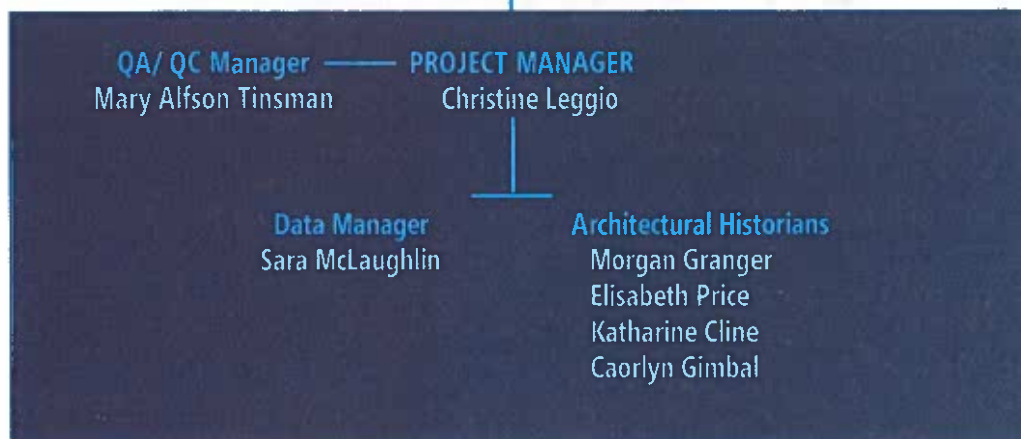 QA/ QC Manager PROJECT MANAGER
Mary Alfson Tinsman Christine Leggio
Data Manager Architectural Historians
Sara McLaughlin Morgan Granger
Elisabeth Price
Katharine Cline
Caorlyn Gimbal